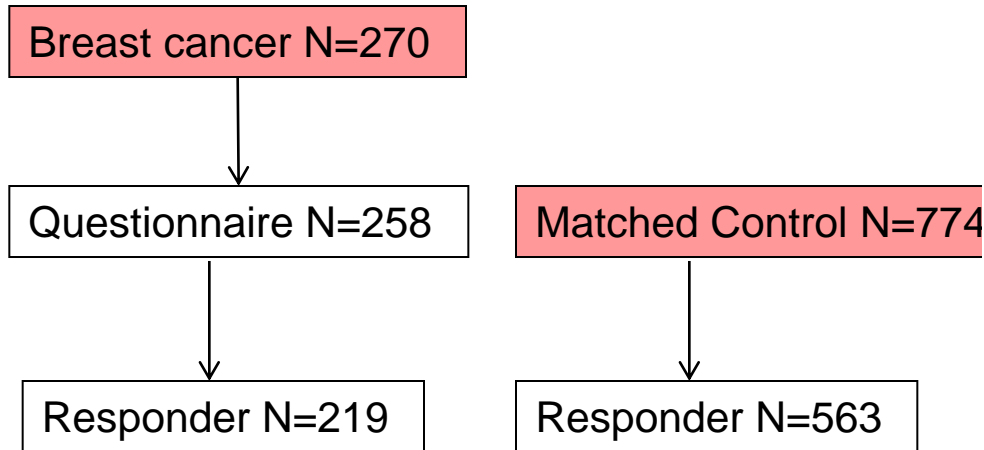 Breast cancer N=270
Questionnaire N=258
Matched Control N=774
Responder N=219
Responder N=563